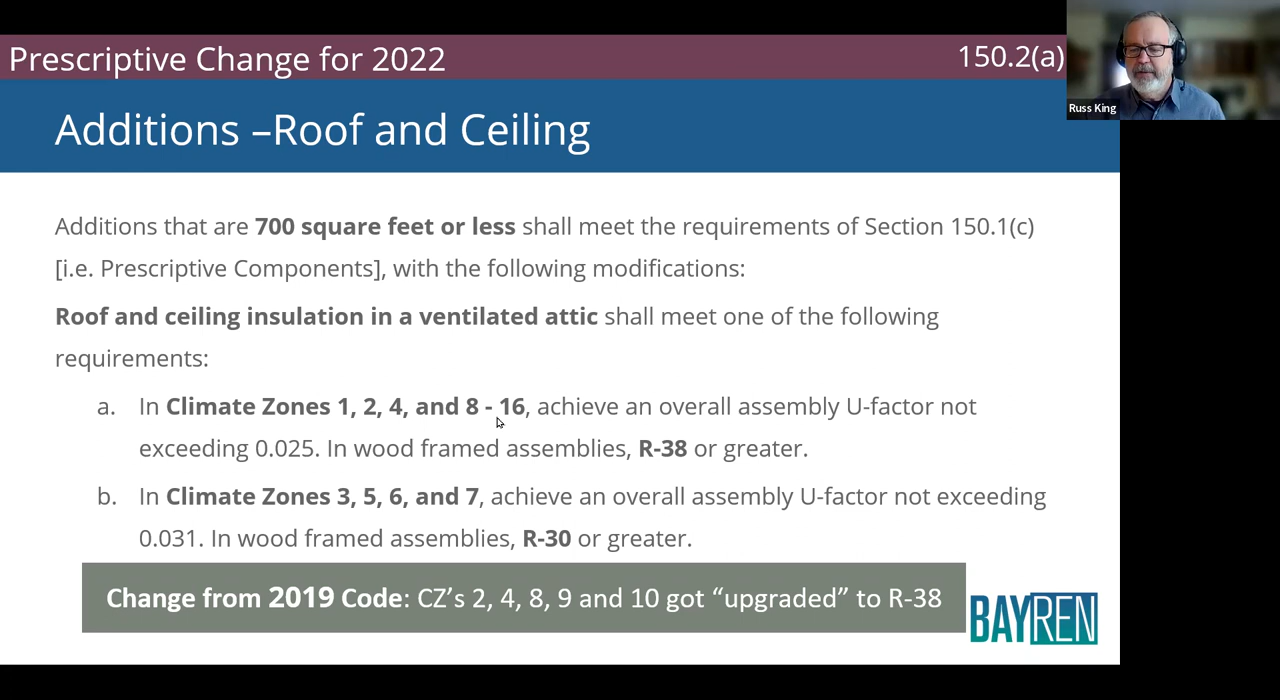 Prescriptive Change for 2022
150.2(a)
Russ King
Additions –Roof and Ceiling
Additions that are 700 square feet or less shall meet the requirements of Section 150.1(c)
[i.e. Prescriptive Components], with the following modifications:
Roof and ceiling insulation in a ventilated attic shall meet one of the following
requirements:
a. In Climate Zones 1, 2, 4, and 8 - 16, achieve an overall assembly U-factor not
exceeding 0.025. In wood framed assemblies, R-38 or greater.
b. In Climate Zones 3, 5, 6, and 7, achieve an overall assembly U-factor not exceeding
0.031. In wood framed assemblies, R-30 or greater.
Change from 2019 Code: CZ’s 2, 4, 8, 9 and 10 got “upgraded” to R-38
BAYREN